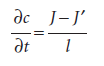 ∂c/∂t = (J − J′)/l